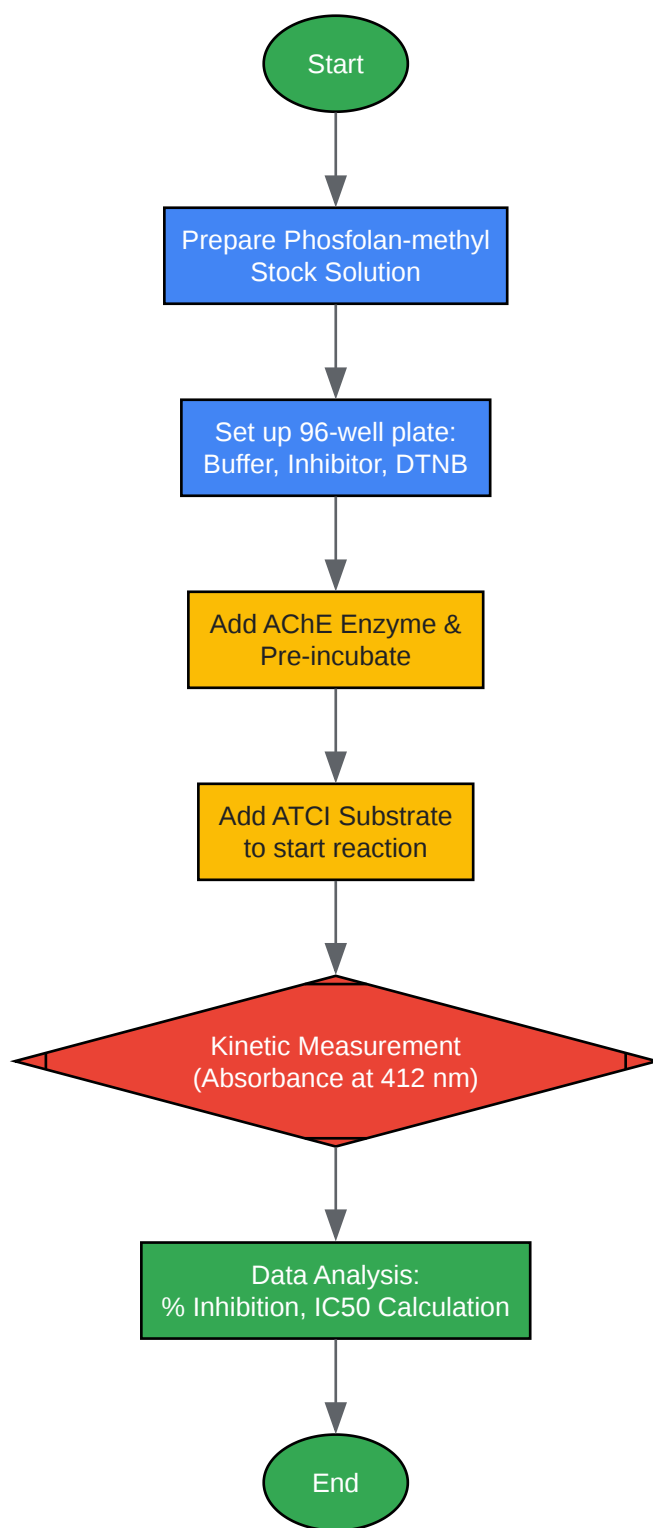 Start
Prepare Phosfolan-methyl
Stock Solution
Set up 96-well plate:
Buffer, Inhibitor, DTNB
Add AChE Enzyme &
Pre-incubate
Add ATCI Substrate
to start reaction
Kinetic Measurement
(Absorbance at 412 nm)
Data Analysis:
% Inhibition, IC50 Calculation
End